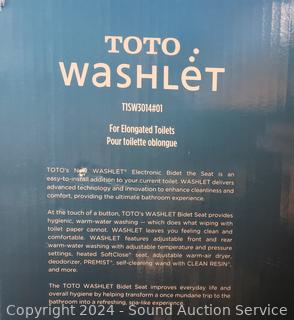 TOTO
WASHLET
T1SW3014#01
For Elongated Toilets
Pour toilette oblongue
TOTO's New WASHLET® Electronic Bidet the Seat is an
easy-to-install addition to your current toilet. WASHLET delivers
advanced technology and innovation to enhance cleanliness and
comfort, providing the ultimate bathroom experience.
At the touch of a button, TOTO's WASHLET Bidet Seat provides
hygienic, warm-water washing — which does what wiping with
toilet paper cannot. WASHLET leaves you feeling clean and
comfortable. WASHLET features adjustable front and rear
warm-water washing with adjustable temperature and pressure
settings, heated SoftClose® seat, adjustable warm-air dryer,
deodorizer, PREMIST®, self-cleaning wand with CLEAN RESIN®,
and more.
The TOTO WASHLET Bidet Seat improves everyday life and
overall hygiene by helping transform a once mundane trip to the
bathroom into a refreshing, spa-like experience.
Copyright © 2024 - Sound Auction Service